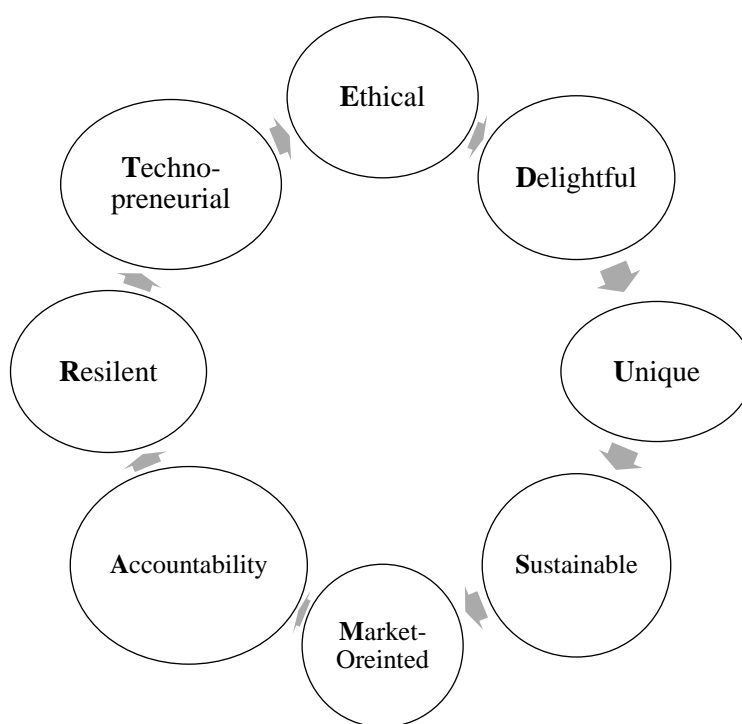 Ethical
Delightful
Unique
Sustainable
Market-
Oreinted
Accountability
Resilent
Techno-
preneurial